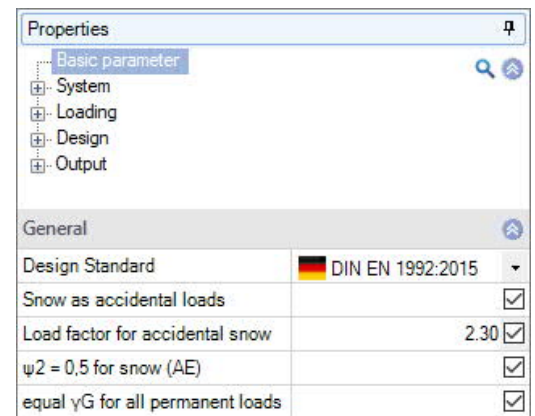 Properties
Basic parameter
System
Loading
Design
Output
General
Design Standard DIN EN 1992:2015
Snow as accidental loads
Load factor for accidental snow 2.30
ψ2 = 0,5 for snow (AE)
equal γG for all permanent loads